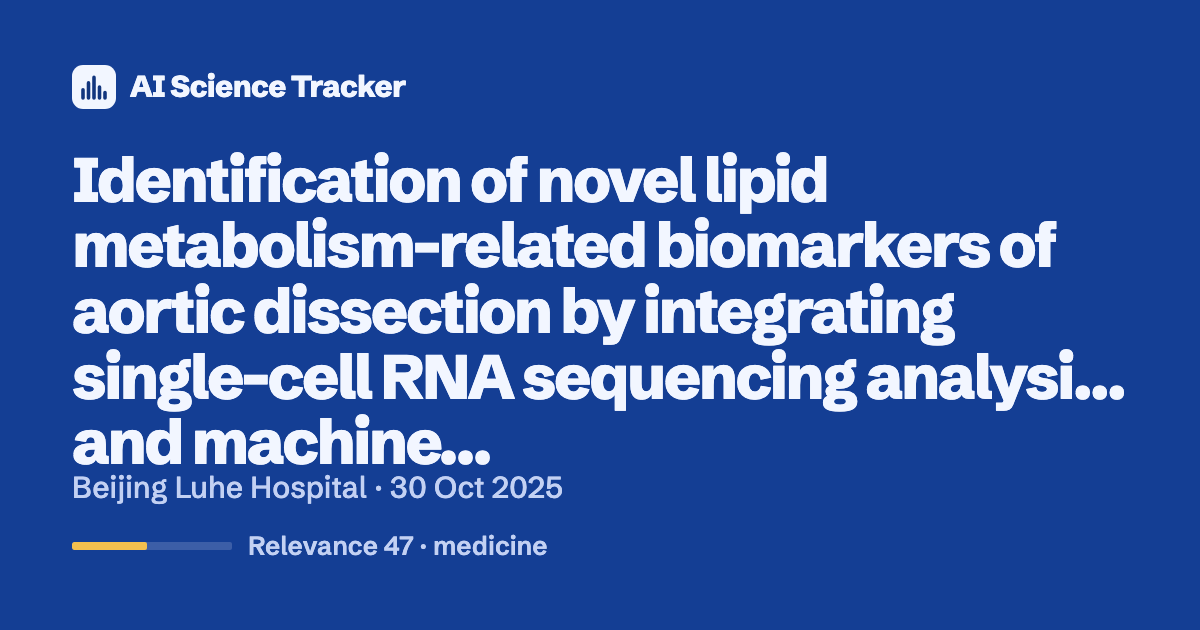 AI Science Tracker
Identification of novel lipid
metabolism-related biomarkers of
aortic dissection by integrating
single-cell RNA sequencing analysi...
and machine...
Beijing Luhe Hospital · 30 Oct 2025
Relevance 47 · medicine